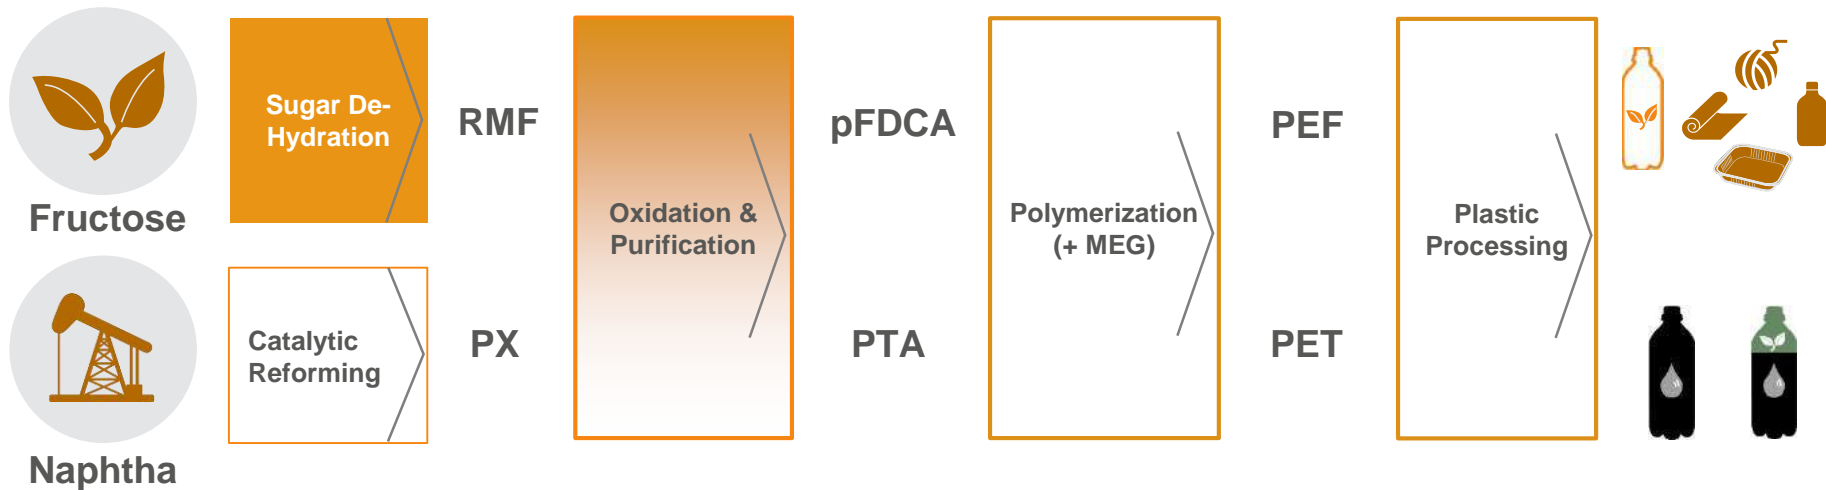 Fructose
Sugar De-
Hydration
RMF
Oxidation &
Purification
pFDCA
Polymerization
(+ MEG)
PEF
Plastic
Processing
Naphtha
Catalytic
Reforming
PX
PTA
PET